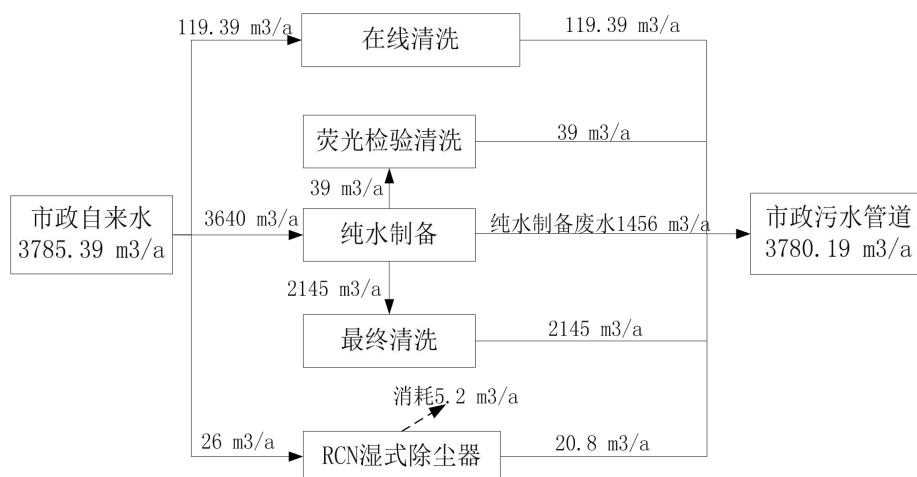 119.39 m3/a
在线清洗
119.39 m3/a
荧光检验清洗
39 m3/a
39 m3/a
市政自来水
3785.39 m3/a
3640 m3/a
纯水制备
纯水制备废水1456 m3/a
市政污水管道
3780.19 m3/a
2145 m3/a
最终清洗
2145 m3/a
消耗5.2 m3/a
26 m3/a
RCN湿式除尘器
20.8 m3/a